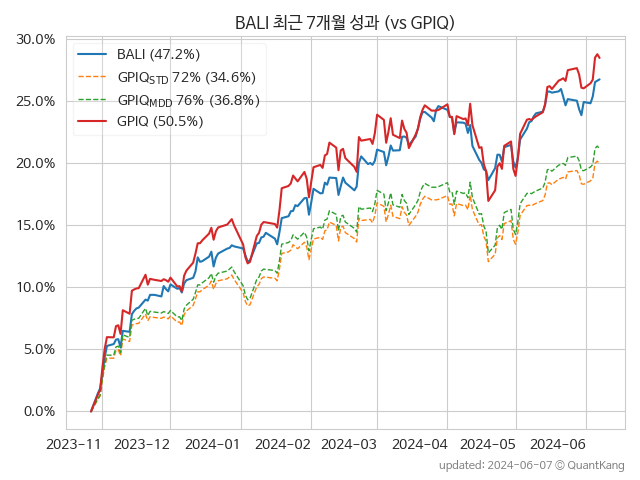 BALI 최근 7개월 성과 (vs GPIQ)
30.0%
25.0%
20.0%
15.0%
10.0%
5.0%
0.0%
BALI (47.2%)
GPIQSTD 72% (34.6%)
GPIQMDD 76% (36.8%)
GPIQ (50.5%)
2023-11 2023-12 2024-01 2024-02 2024-03 2024-04 2024-05 2024-06
updated: 2024-06-07 © QuantKang